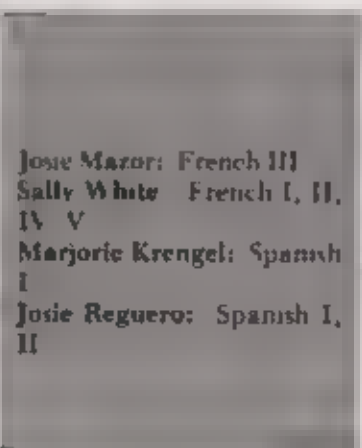 Josie Mazor: French III
Sally White French I, II,
IV V
Marjorie Krengel: Spanish
I
Josie Reguero: Spanish I,
II